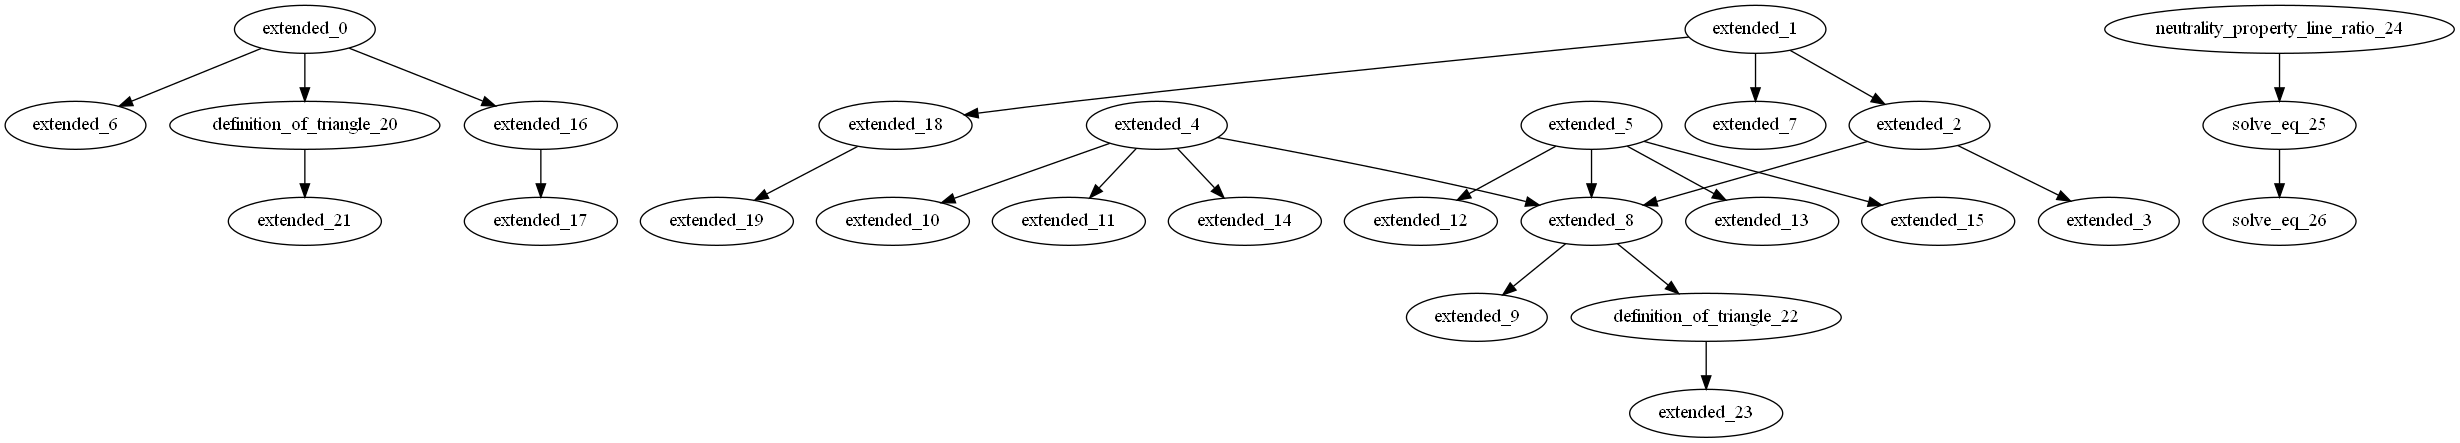 extended_0
extended_1
neutrality_property_line_ratio_24
extended_6
definition_of_triangle_20
extended_16
extended_18
extended_4
extended_5
extended_7
extended_2
solve_eq_25
extended_21
extended_17
extended_19
extended_10
extended_11
extended_14
extended_12
extended_8
extended_13
extended_15
extended_3
solve_eq_26
extended_9
definition_of_triangle_22
extended_23